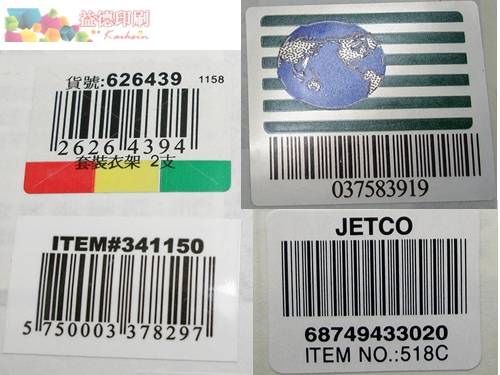 益德印刷
Kaihsin
貨號:626439 1158
2626 4394
套裝衣架 2支
037583919
ITEM#341150
5 750003 378297
JETCO
68749433020
ITEM NO.:518C